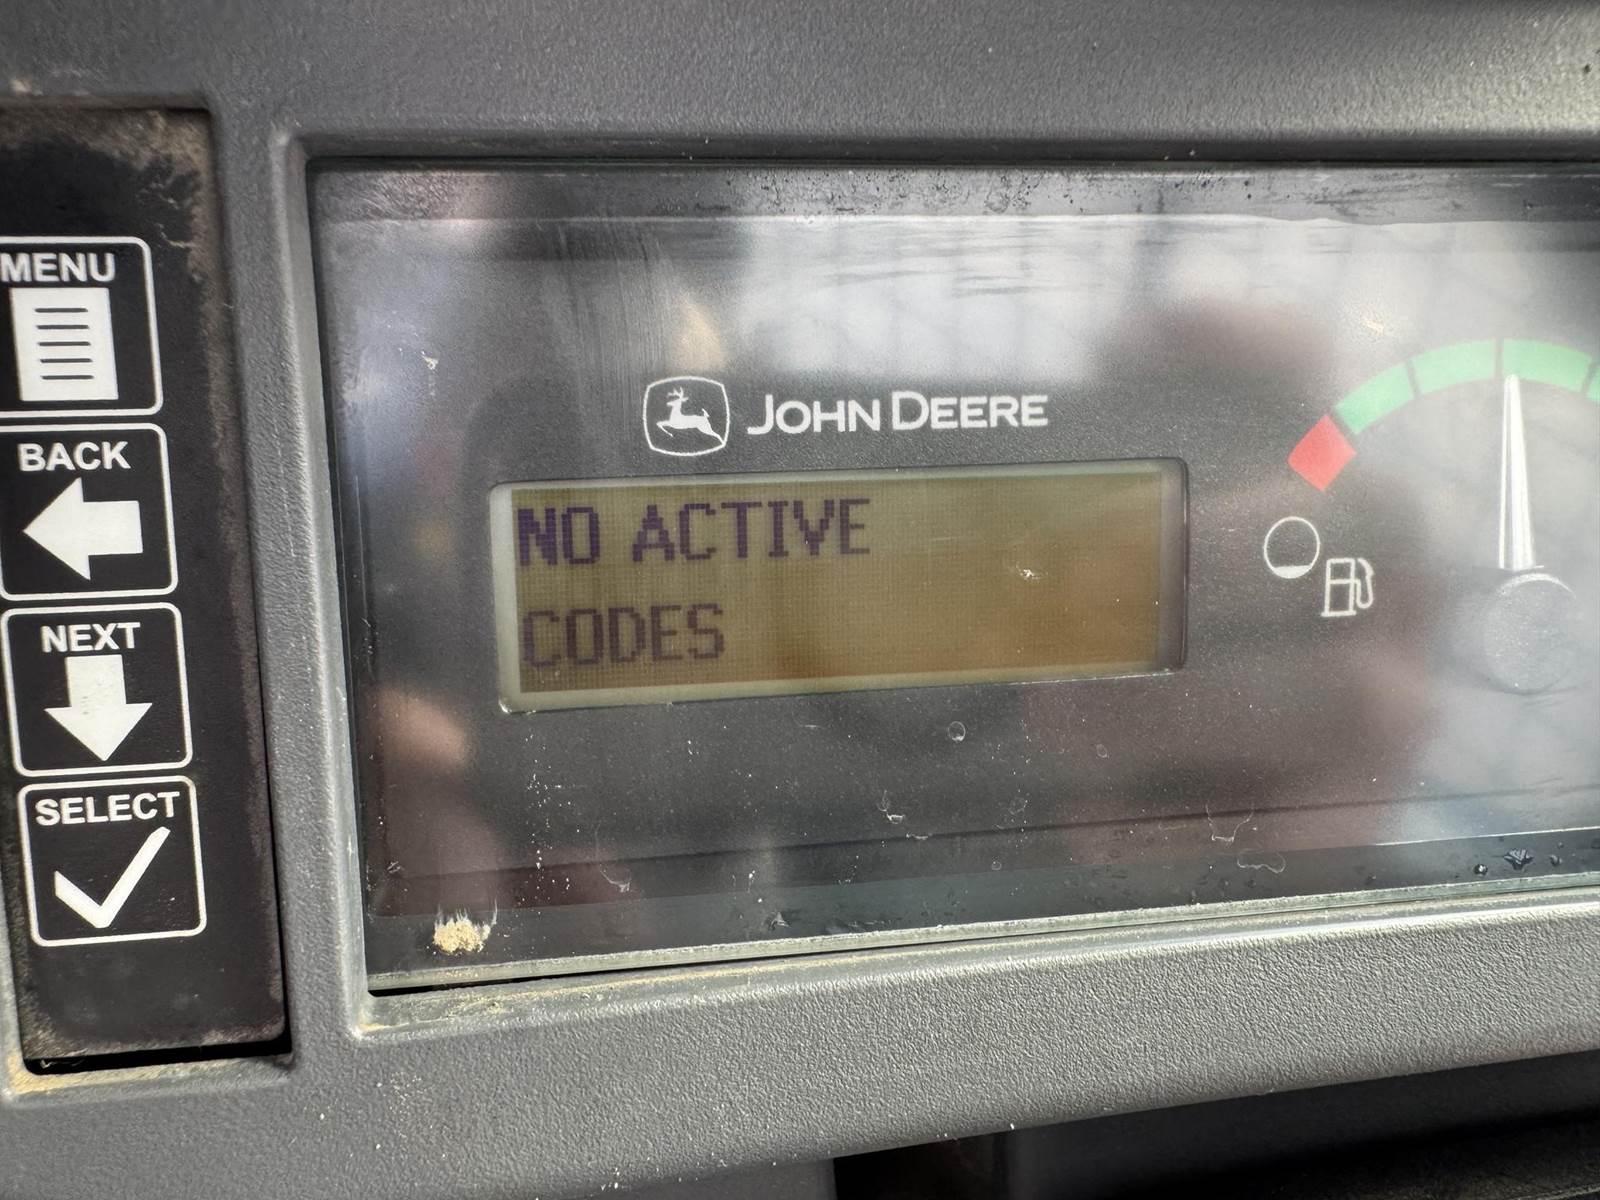 MENU
BACK
NEXT
SELECT
JOHN DEERE
NO ACTIVE
CODES